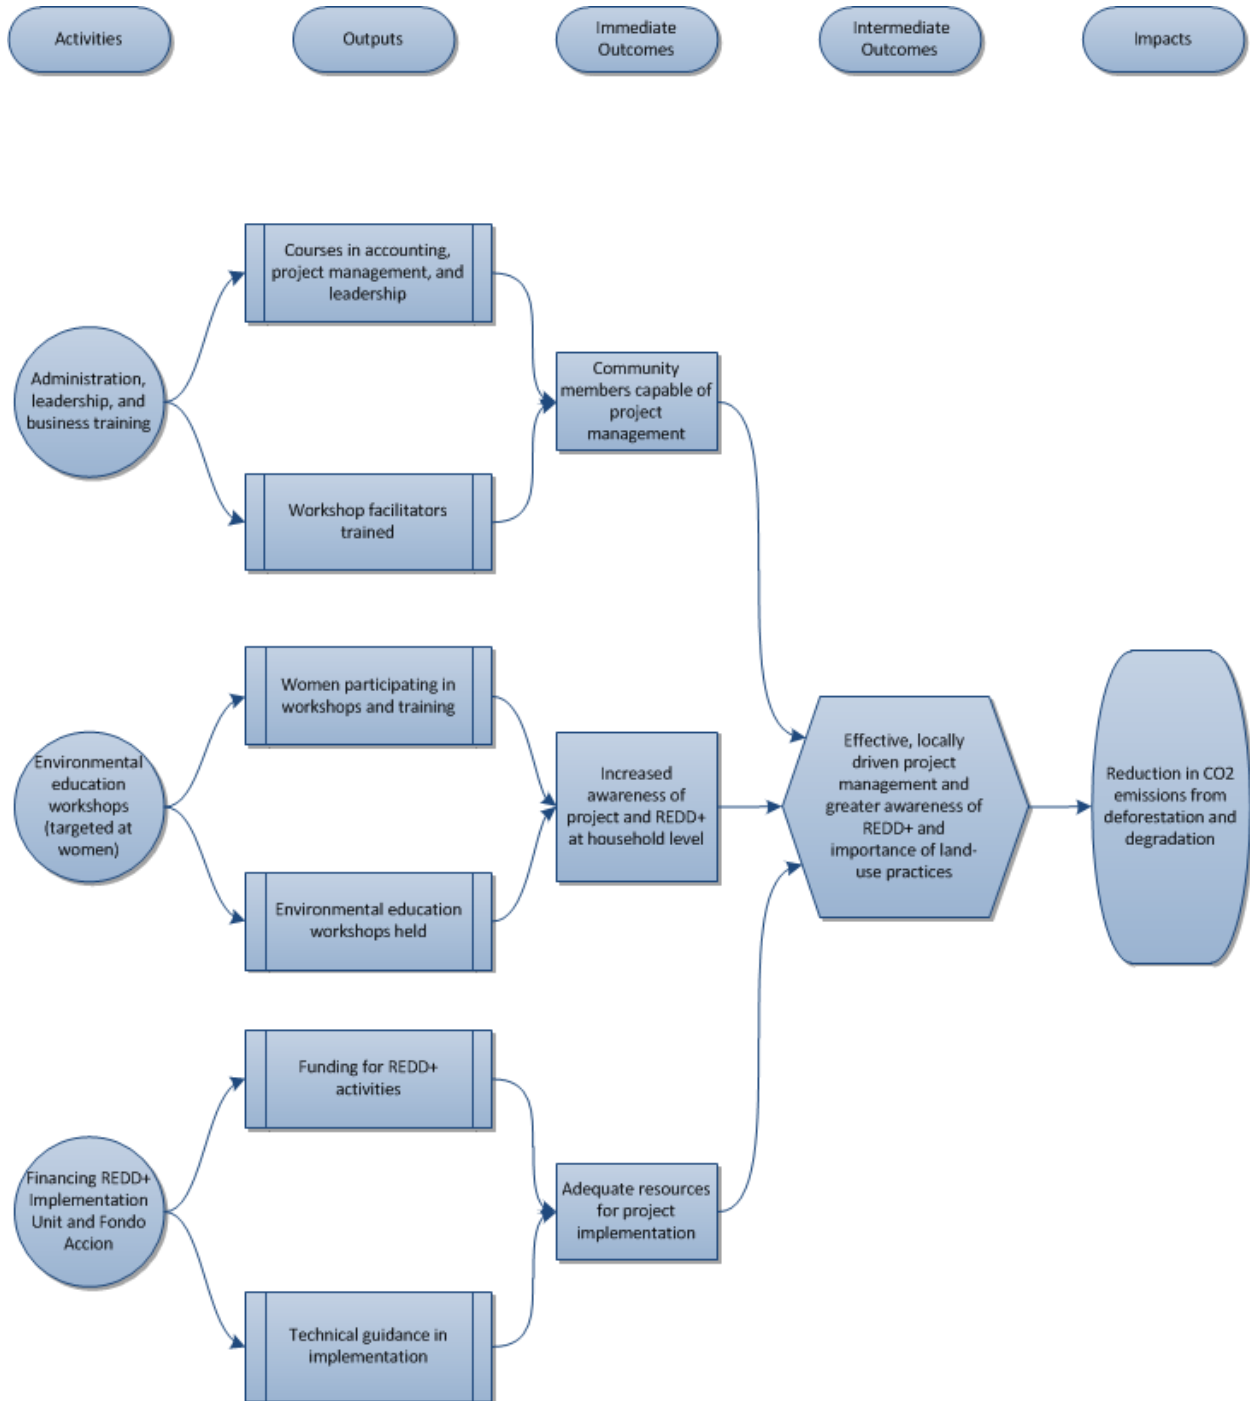 Activities
Outputs
Immediate
Outcomes
Intermediate
Outcomes
Impacts
Administration,
leadership, and
business training
Courses in accounting,
project management, and
leadership
Workshop facilitators
trained
Community
members capable of
project
management
Environmental
education
workshops
(targeted at
women)
Women participating in
workshops and training
Environmental education
workshops held
Increased
awareness of
project and REDD+
at household level
Effective, locally
driven project
management and
greater awareness of
REDD+ and
importance of land-
use practices
Reduction in CO2
emissions from
deforestation and
degradation
Financing REDD+
Implementation
Unit and Fondo
Accion
Funding for REDD+
activities
Technical guidance in
implementation
Adequate resources
for project
implementation